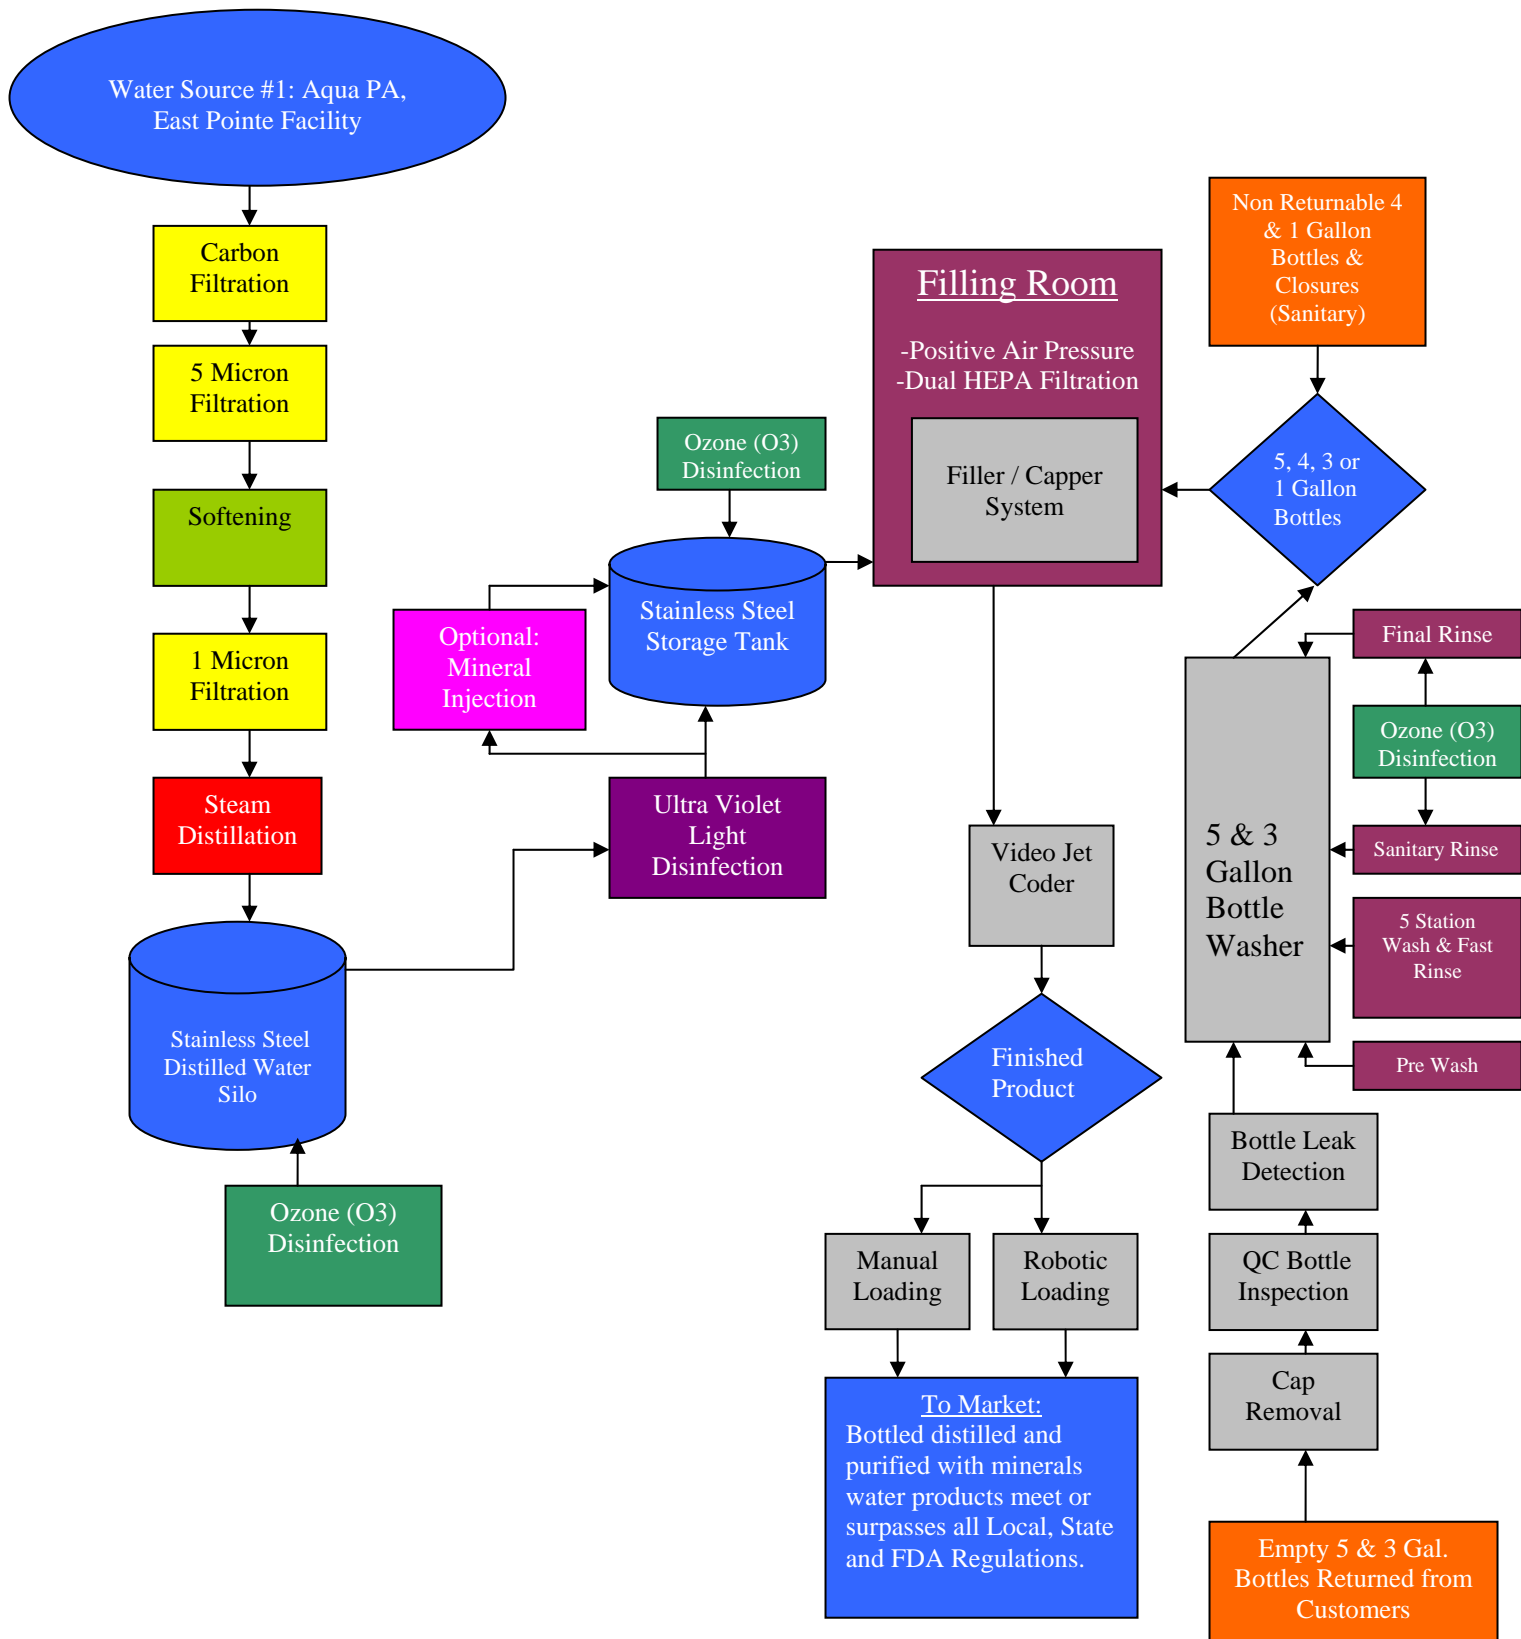 Water Source #1: Aqua PA,
East Pointe Facility
Carbon
Filtration
5 Micron
Filtration
Softening
1 Micron
Filtration
Steam
Distillation
Stainless Steel
Distilled Water
Silo
Ozone (O3)
Disinfection
Ultra Violet
Light
Disinfection
Optional:
Mineral
Injection
Ozone (O3)
Disinfection
Stainless Steel
Storage Tank
Filling Room
-Positive Air Pressure
-Dual HEPA Filtration
Filler / Capper
System
Video Jet
Coder
Finished
Product
Manual
Loading
Robotic
Loading
To Market:
Bottled distilled and
purified with minerals
water products meet or
surpasses all Local, State
and FDA Regulations.
Non Returnable 4
& 1 Gallon
Bottles &
Closures
(Sanitary)
5, 4, 3 or
1 Gallon
Bottles
5 & 3
Gallon
Bottle
Washer
Final Rinse
Ozone (O3)
Disinfection
Sanitary Rinse
5 Station
Wash & Fast
Rinse
Pre Wash
Bottle Leak
Detection
QC Bottle
Inspection
Cap
Removal
Empty 5 & 3 Gal.
Bottles Returned from
Customers